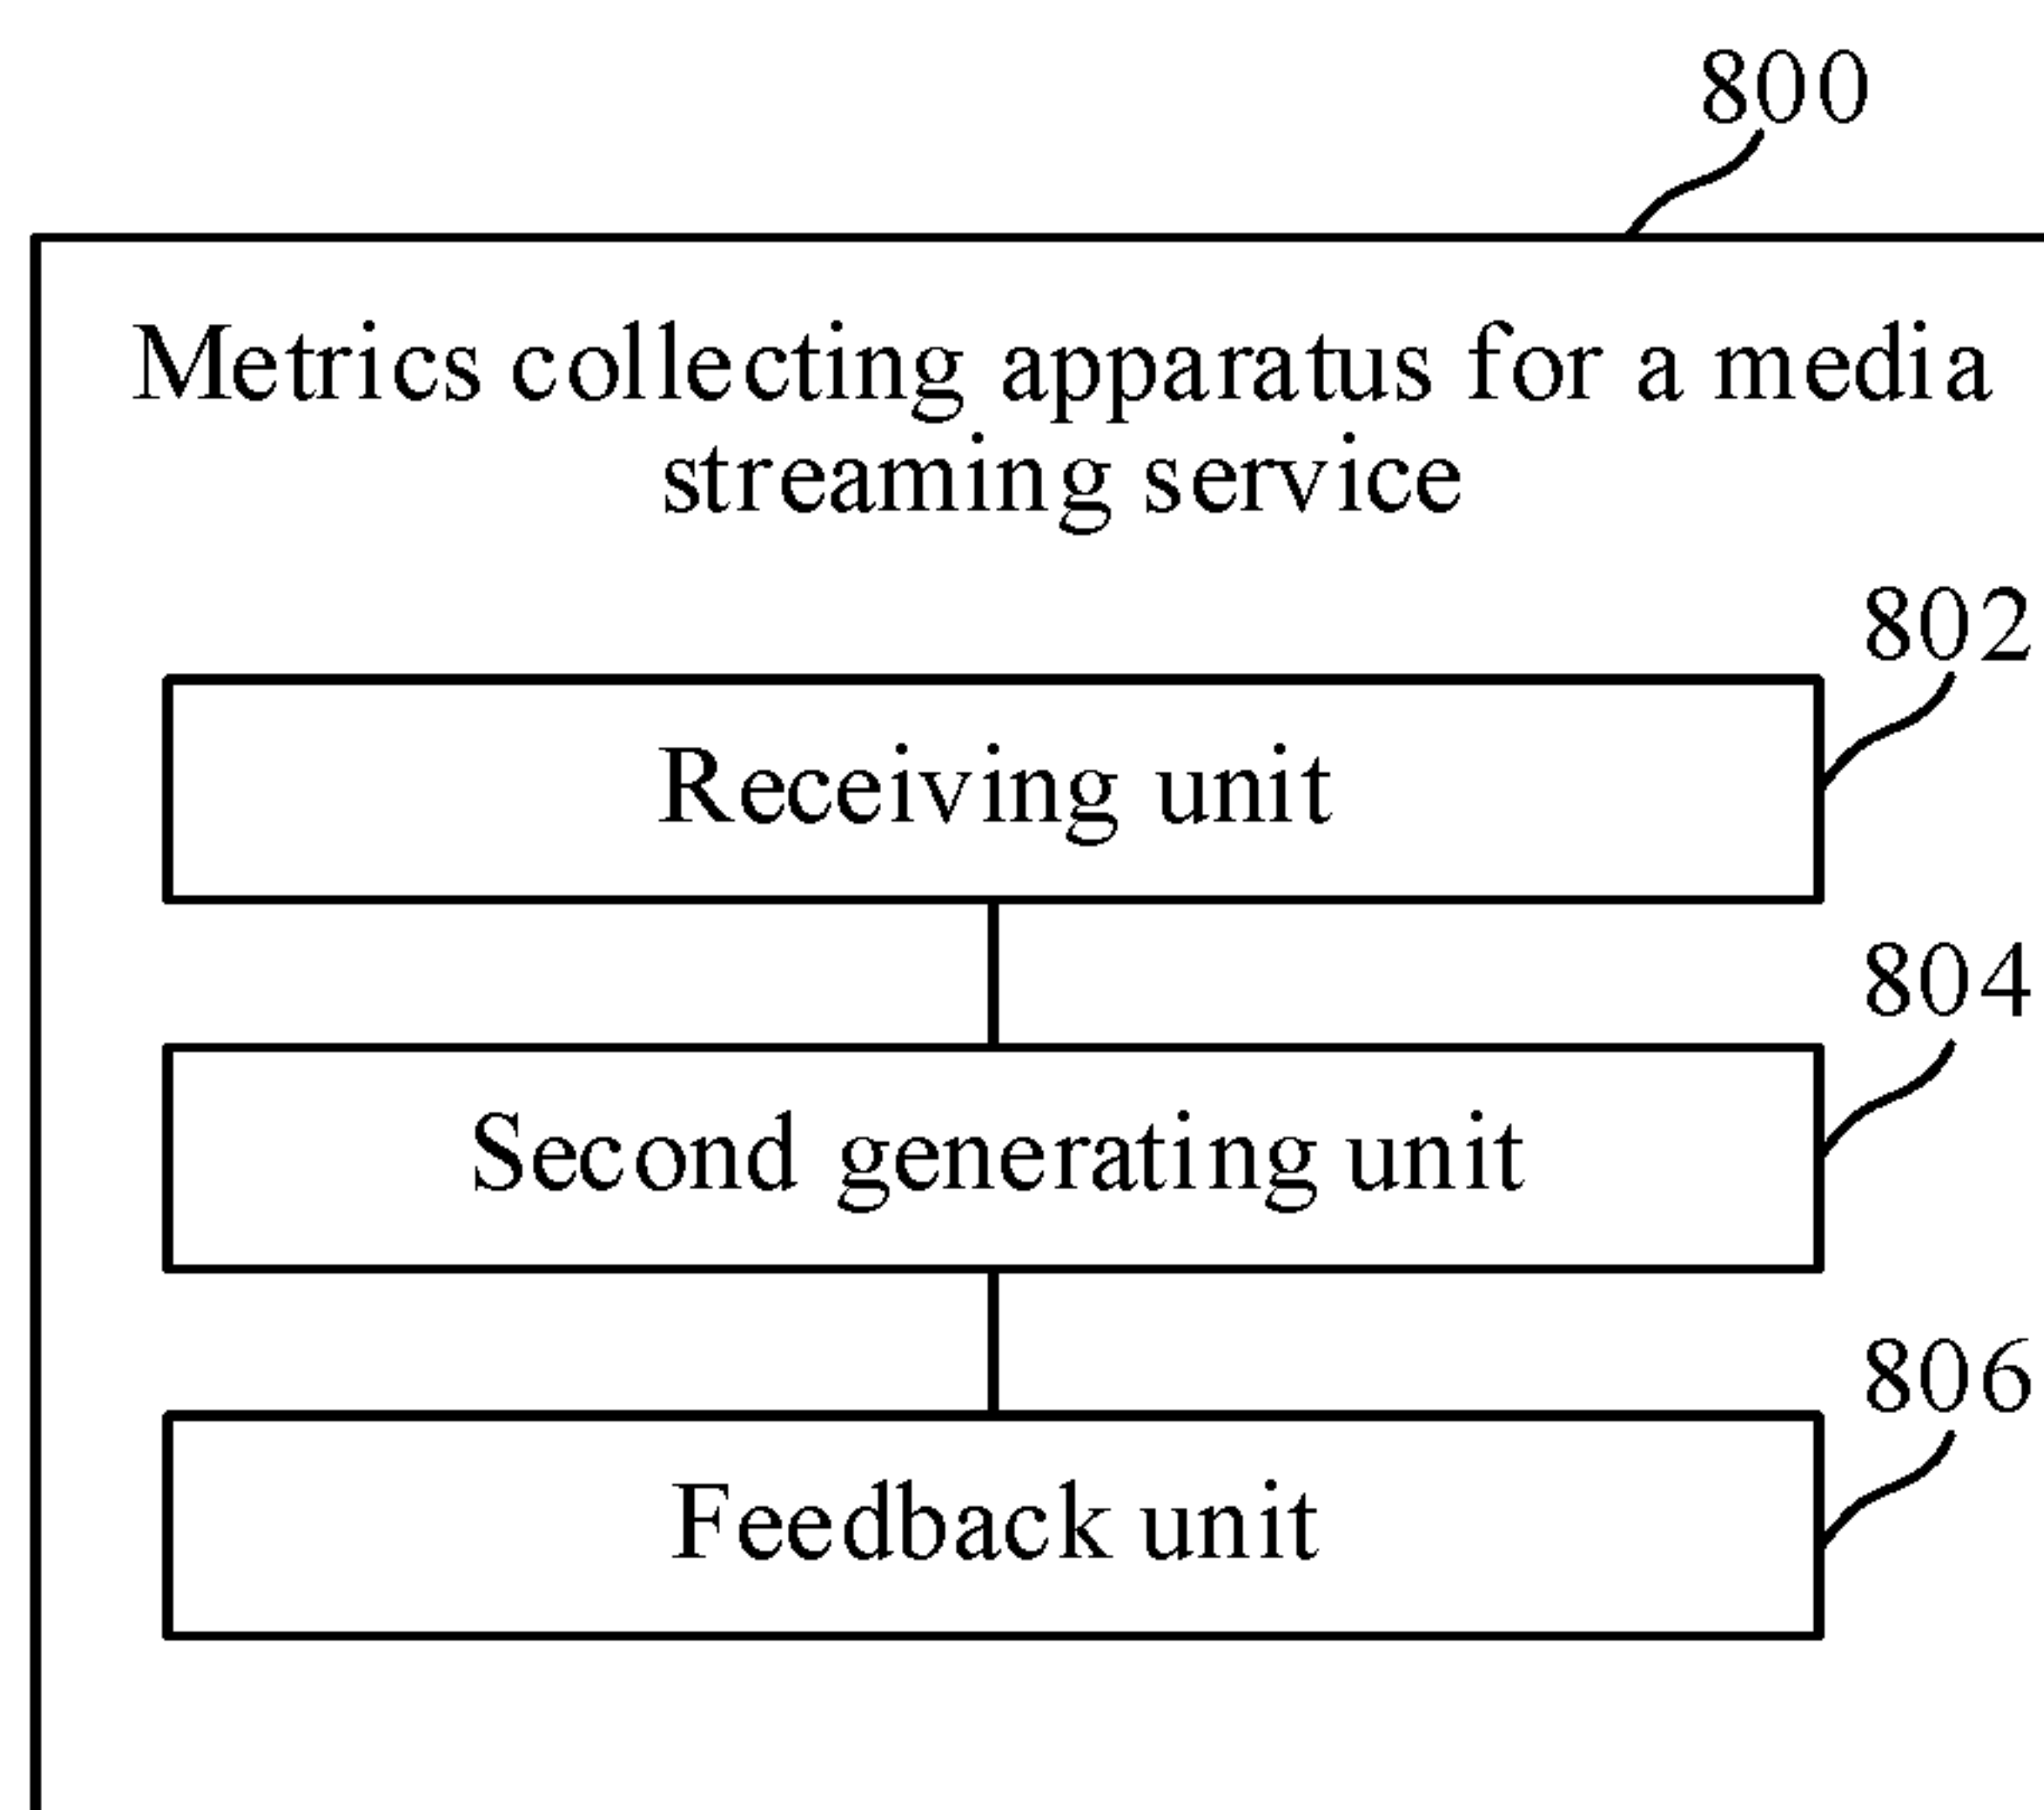 800
Metrics collecting apparatus for a media
streaming service
802
Receiving unit
804
Second generating unit
806
Feedback unit